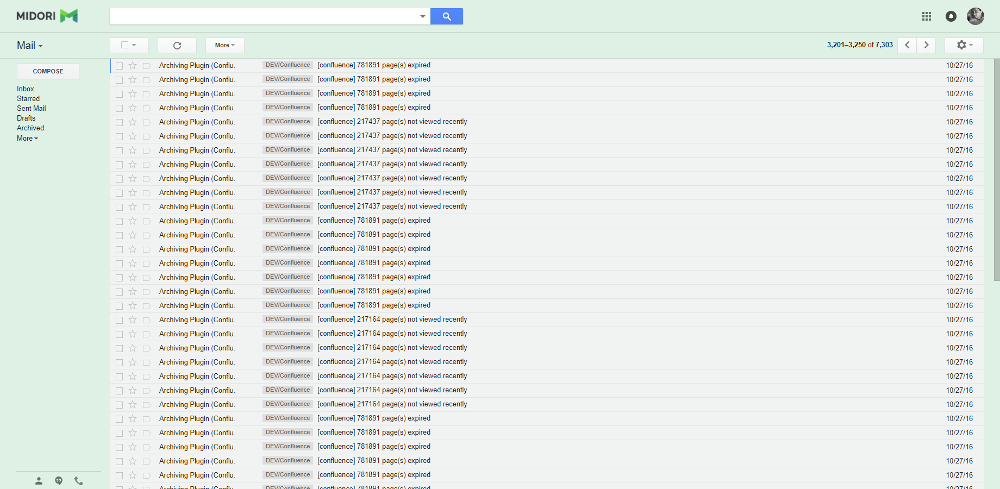 MIDORI
Mail
More
3,201–3,250 of 7,303
COMPOSE
Inbox
Starred
Sent Mail
Drafts
Archived
More
Archiving Plugin (Conflu. DEV/Confluence [confluence] 781891 page(s) expired 10/27/16
Archiving Plugin (Conflu. DEV/Confluence [confluence] 781891 page(s) expired 10/27/16
Archiving Plugin (Conflu. DEV/Confluence [confluence] 781891 page(s) expired 10/27/16
Archiving Plugin (Conflu. DEV/Confluence [confluence] 781891 page(s) expired 10/27/16
Archiving Plugin (Conflu. DEV/Confluence [confluence] 217437 page(s) not viewed recently 10/27/16
Archiving Plugin (Conflu. DEV/Confluence [confluence] 217437 page(s) not viewed recently 10/27/16
Archiving Plugin (Conflu. DEV/Confluence [confluence] 217437 page(s) not viewed recently 10/27/16
Archiving Plugin (Conflu. DEV/Confluence [confluence] 217437 page(s) not viewed recently 10/27/16
Archiving Plugin (Conflu. DEV/Confluence [confluence] 217437 page(s) not viewed recently 10/27/16
Archiving Plugin (Conflu. DEV/Confluence [confluence] 217437 page(s) not viewed recently 10/27/16
Archiving Plugin (Conflu. DEV/Confluence [confluence] 217437 page(s) not viewed recently 10/27/16
Archiving Plugin (Conflu. DEV/Confluence [confluence] 781891 page(s) expired 10/27/16
Archiving Plugin (Conflu. DEV/Confluence [confluence] 781891 page(s) expired 10/27/16
Archiving Plugin (Conflu. DEV/Confluence [confluence] 781891 page(s) expired 10/27/16
Archiving Plugin (Conflu. DEV/Confluence [confluence] 781891 page(s) expired 10/27/16
Archiving Plugin (Conflu. DEV/Confluence [confluence] 781891 page(s) expired 10/27/16
Archiving Plugin (Conflu. DEV/Confluence [confluence] 781891 page(s) expired 10/27/16
Archiving Plugin (Conflu. DEV/Confluence [confluence] 781891 page(s) expired 10/27/16
Archiving Plugin (Conflu. DEV/Confluence [confluence] 217164 page(s) not viewed recently 10/27/16
Archiving Plugin (Conflu. DEV/Confluence [confluence] 217164 page(s) not viewed recently 10/27/16
Archiving Plugin (Conflu. DEV/Confluence [confluence] 217164 page(s) not viewed recently 10/27/16
Archiving Plugin (Conflu. DEV/Confluence [confluence] 217164 page(s) not viewed recently 10/27/16
Archiving Plugin (Conflu. DEV/Confluence [confluence] 217164 page(s) not viewed recently 10/27/16
Archiving Plugin (Conflu. DEV/Confluence [confluence] 217164 page(s) not viewed recently 10/27/16
Archiving Plugin (Conflu. DEV/Confluence [confluence] 217164 page(s) not viewed recently 10/27/16
Archiving Plugin (Conflu. DEV/Confluence [confluence] 781891 page(s) expired 10/27/16
Archiving Plugin (Conflu. DEV/Confluence [confluence] 781891 page(s) expired 10/27/16
Archiving Plugin (Conflu. DEV/Confluence [confluence] 781891 page(s) expired 10/27/16
Archiving Plugin (Conflu. DEV/Confluence [confluence] 781891 page(s) expired 10/27/16
Archiving Plugin (Conflu. DEV/Confluence [confluence] 781891 page(s) expired 10/27/16
Archiving Plugin (Conflu. DEV/Confluence [confluence] 781891 page(s) expired 10/27/16